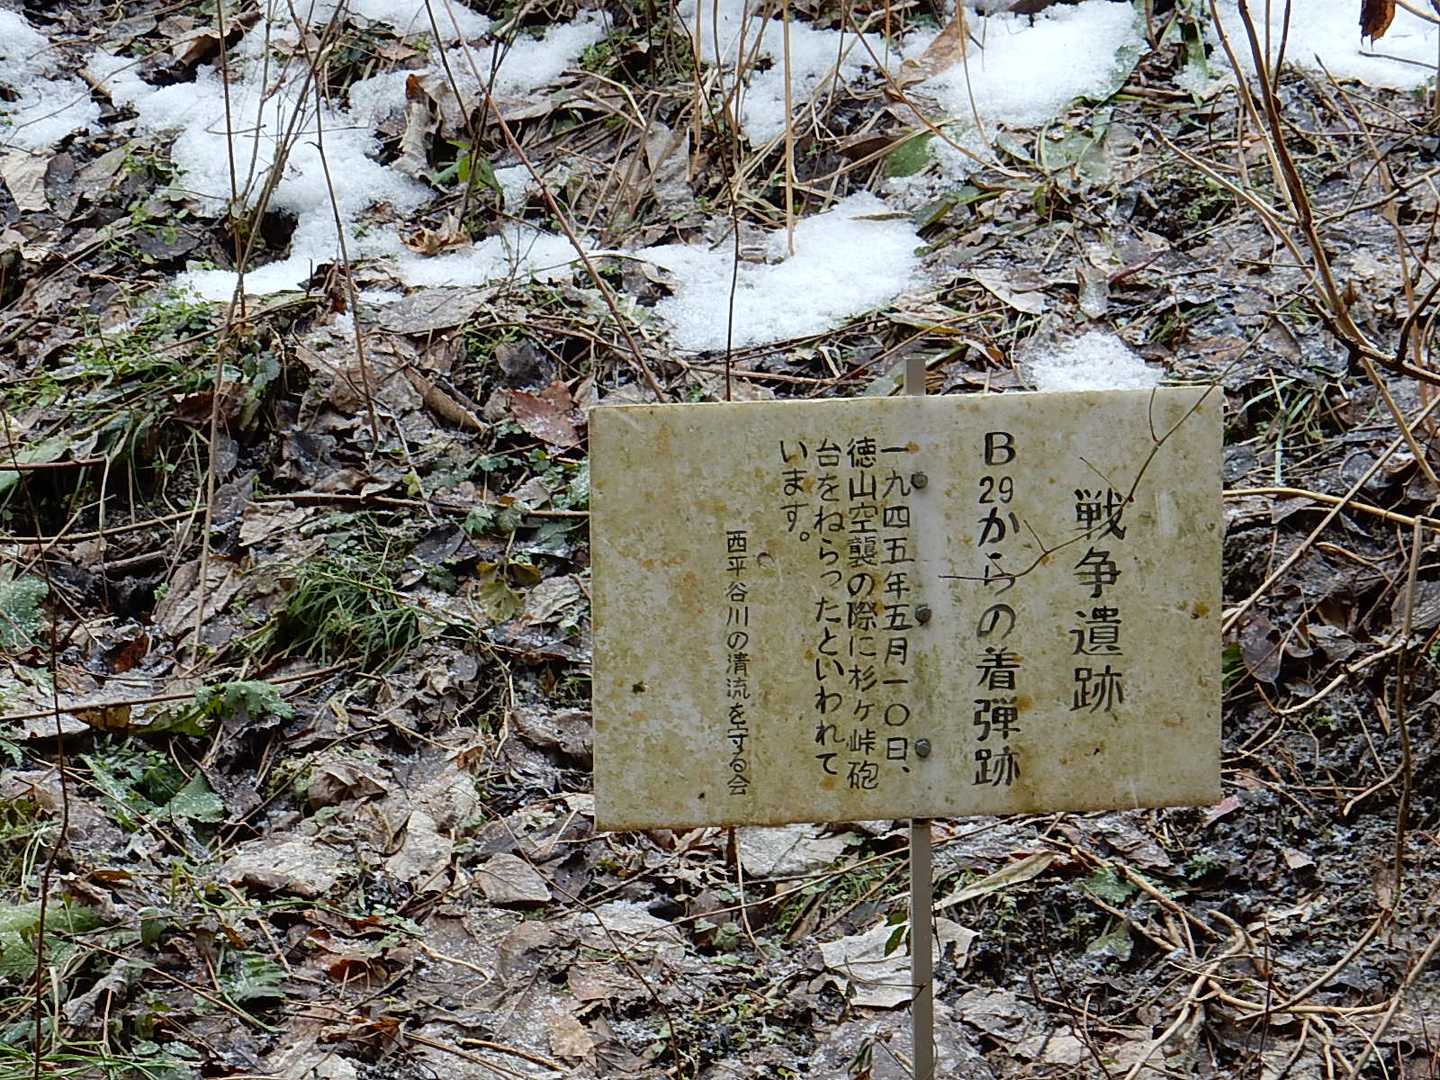 戦争遺跡
B29からの着弾跡
一九四五年五月一〇日、
徳山空襲の際に杉ヶ峠砲
台をねらったといわれて
います。
西平谷川の清流を守る会